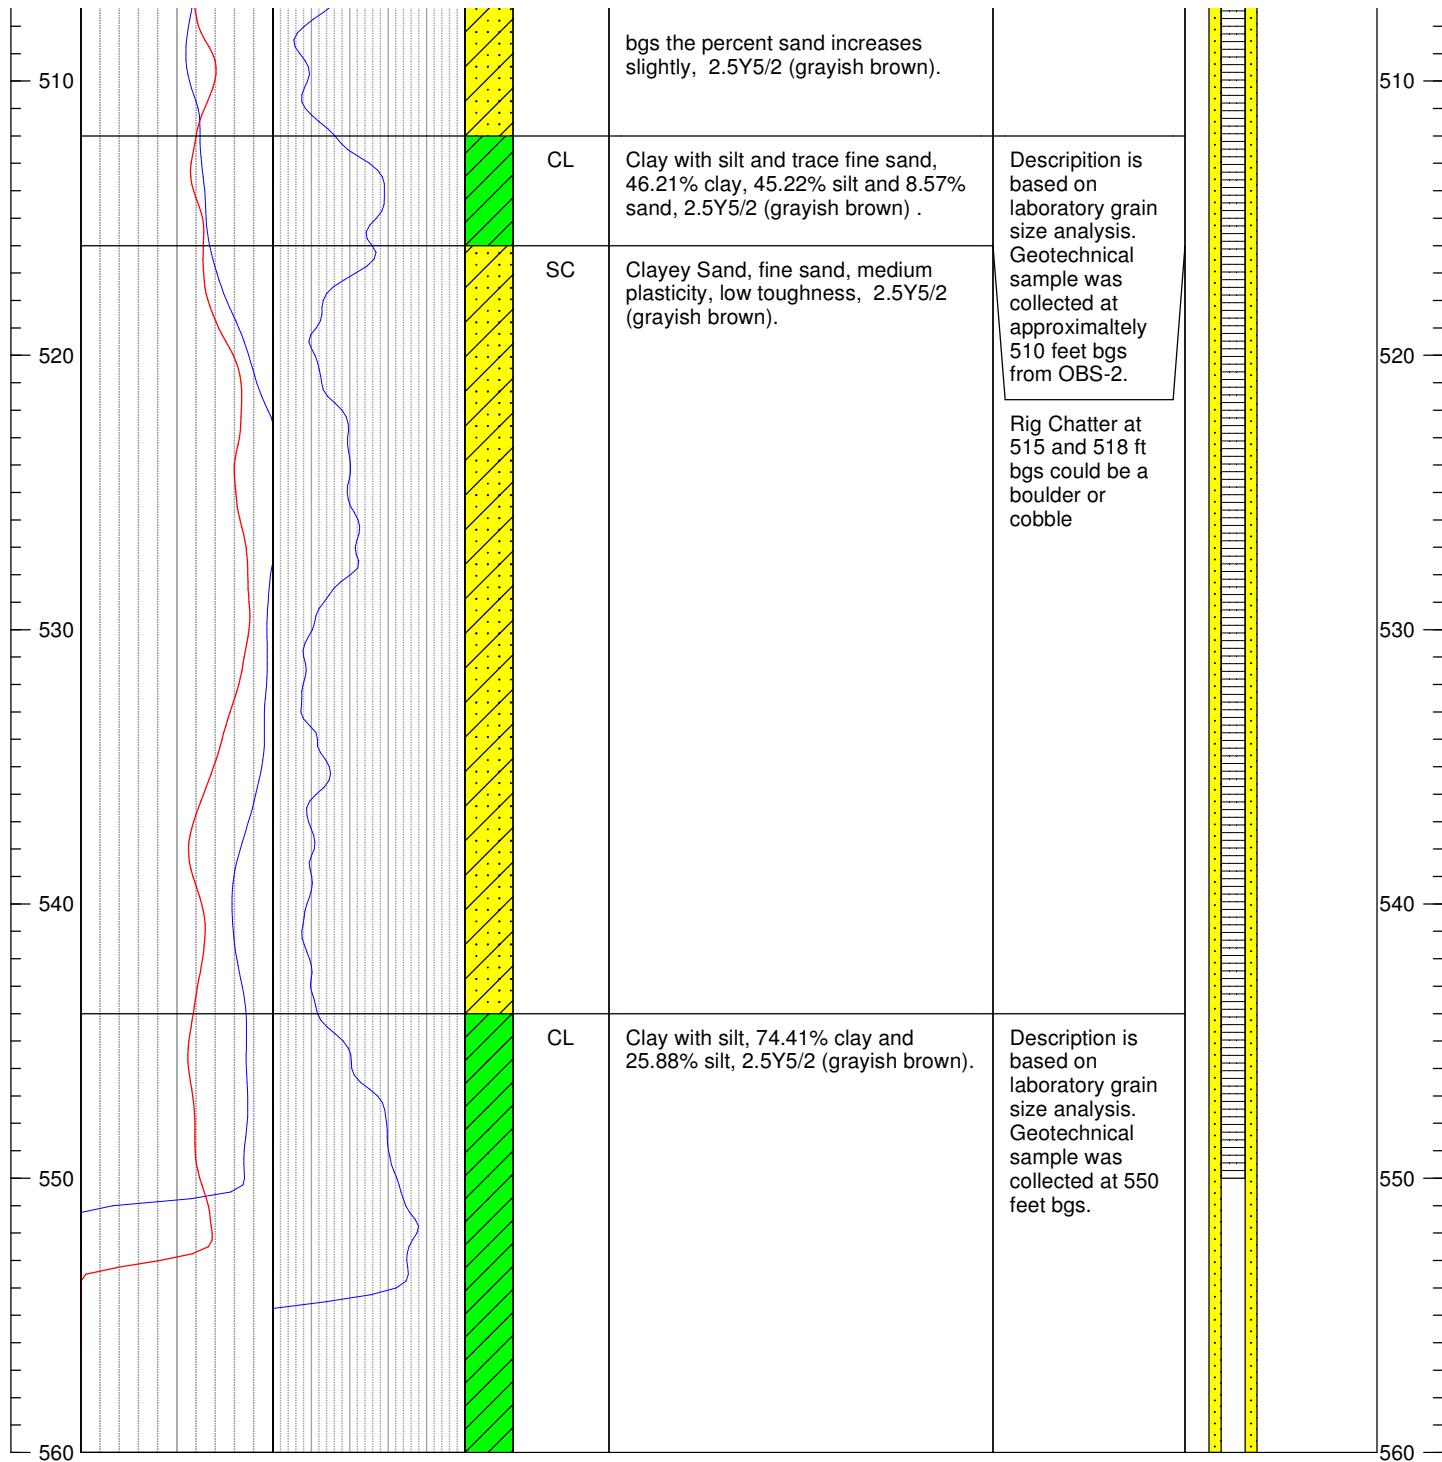 bgs the percent sand increases
slightly, 2.5Y5/2 (grayish brown).
510
510
CL
Clay with silt and trace fine sand,
46.21% clay, 45.22% silt and 8.57%
sand, 2.5Y5/2 (grayish brown) .
Descripition is
based on
laboratory grain
size analysis.
Geotechnical
sample was
collected at
approximaltely
510 feet bgs
from OBS-2.
SC
Clayey Sand, fine sand, medium
plasticity, low toughness, 2.5Y5/2
(grayish brown).
520
520
Rig Chatter at
515 and 518 ft
bgs could be a
boulder or
cobble
530
530
540
540
CL
Clay with silt, 74.41% clay and
25.88% silt, 2.5Y5/2 (grayish brown).
Description is
based on
laboratory grain
size analysis.
Geotechnical
sample was
collected at 550
feet bgs.
550
550
560
560